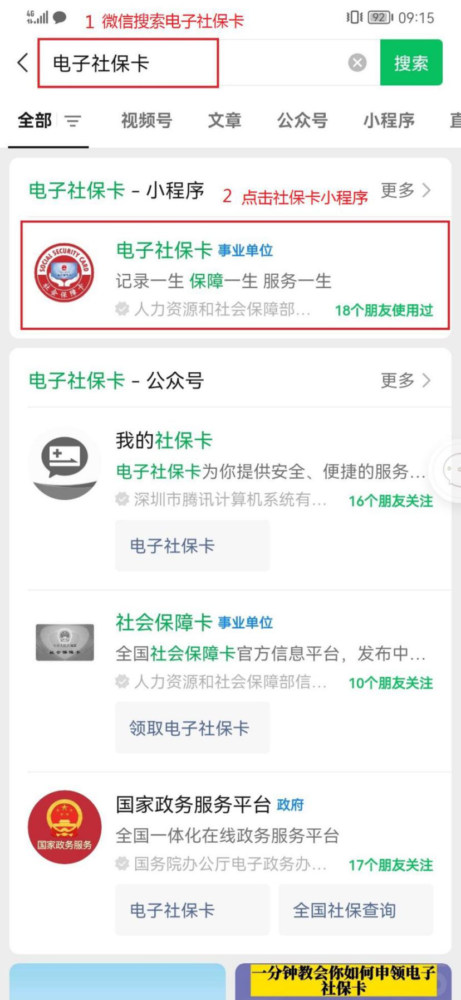 4G
1 微信搜索电子社保卡
92 09:15
电子社保卡
搜索
全部 视频号 文章 公众号 小程序
电子社保卡 - 小程序
2 点击社保卡小程序
更多
SOCIAL SECURITY CARD
社会保障卡
电子社保卡 事业单位
记录一生 保障一生 服务一生
人力资源和社会保障部... 18个朋友使用过
电子社保卡 - 公众号
更多
我的社保卡
电子社保卡为你提供安全、便捷的服务...
深圳市腾讯计算机系统有... 16个朋友关注
电子社保卡
社会保障卡
社会保障卡 事业单位
全国社会保障卡官方信息平台，发布中...
人力资源和社会保障部信... 10个朋友关注
领取电子社保卡
国家政务服务
国家政务服务平台 政府
全国一体化在线政务服务平台
国务院办公厅电子政务办... 17个朋友关注
电子社保卡
全国社保查询
一分钟教会你如何申领电子
社保卡